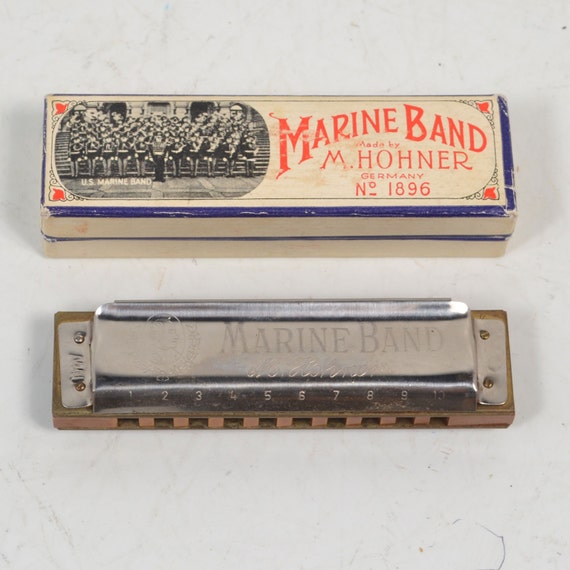 MARINE BAND
Made by
M. HOHNER
GERMANY
Nº 1896
U.S. MARINE BAND
MARINE BAND
1 2 3 4 5 6 7 8 9 10